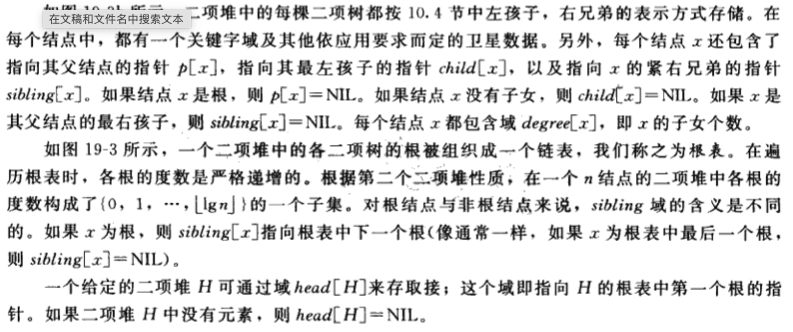 在文稿和文件名中搜索文本
所示，二项堆中的每棵二项树都按 10.4 节中左孩子，右兄弟的表示方式存储。在
每个结点中，都有一个关键字域及其他依应用要求而定的卫星数据。另外，每个结点 x 还包含了
指向其父结点的指针 p[x]，指向其最左孩子的指针 child[x]，以及指向 x 的紧右兄弟的指针
sibling[x]。如果结点 x 是根，则 p[x]=NIL。如果结点 x 没有子女，则 child[x]=NIL。如果 x 是
其父结点的最右孩子，则 sibling[x]=NIL。每个结点 x 都包含域 degree[x]，即 x 的子女个数。
如图 19-3 所示，一个二项堆中的各二项树的根被组织成一个链表，我们称之为根表。在遍
历根表时，各根的度数是严格递增的。根据第二个二项堆性质，在一个 n 结点的二项堆中各根的
度数构成了{0，1，…，⌊lgn⌋}的一个子集。对根结点与非根结点来说，sibling 域的含义是不同
的。如果 x 为根，则 sibling[x]指向根表中下一个根(像通常一样，如果 x 为根表中最后一个根，
则 sibling[x]=NIL)。
一个给定的二项堆 H 可通过域 head[H]来存取接；这个域即指向 H 的根表中第一个根的指
针。如果二项堆 H 中没有元素，则 head[H]=NIL。